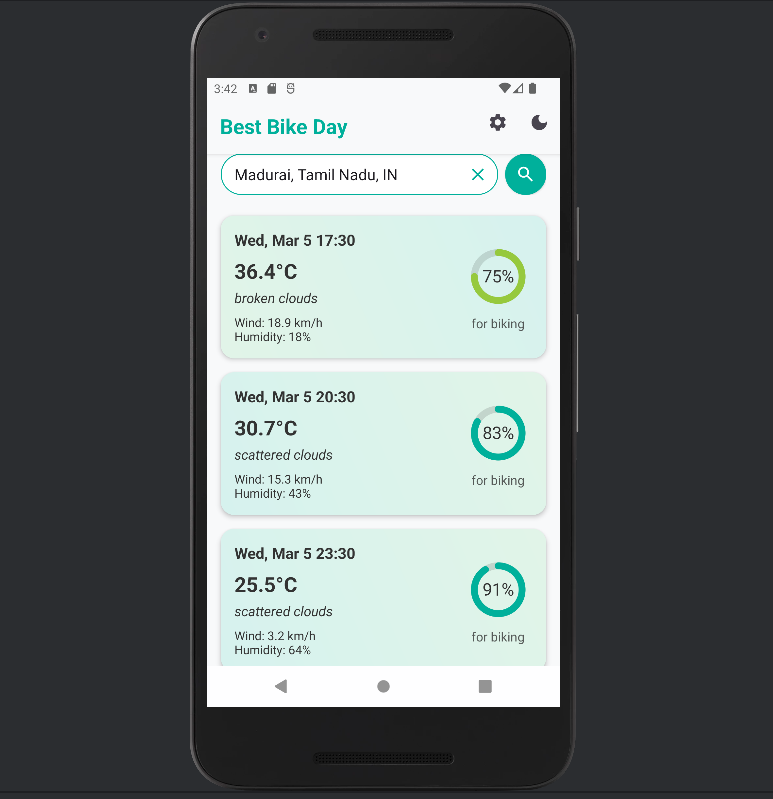 3:42
Best Bike Day
Madurai, Tamil Nadu, IN
Wed, Mar 5 17:30
36.4°C
broken clouds
Wind: 18.9 km/h
Humidity: 18%
75%
for biking
Wed, Mar 5 20:30
30.7°C
scattered clouds
Wind: 15.3 km/h
Humidity: 43%
83%
for biking
Wed, Mar 5 23:30
25.5°C
scattered clouds
Wind: 3.2 km/h
Humidity: 64%
91%
for biking